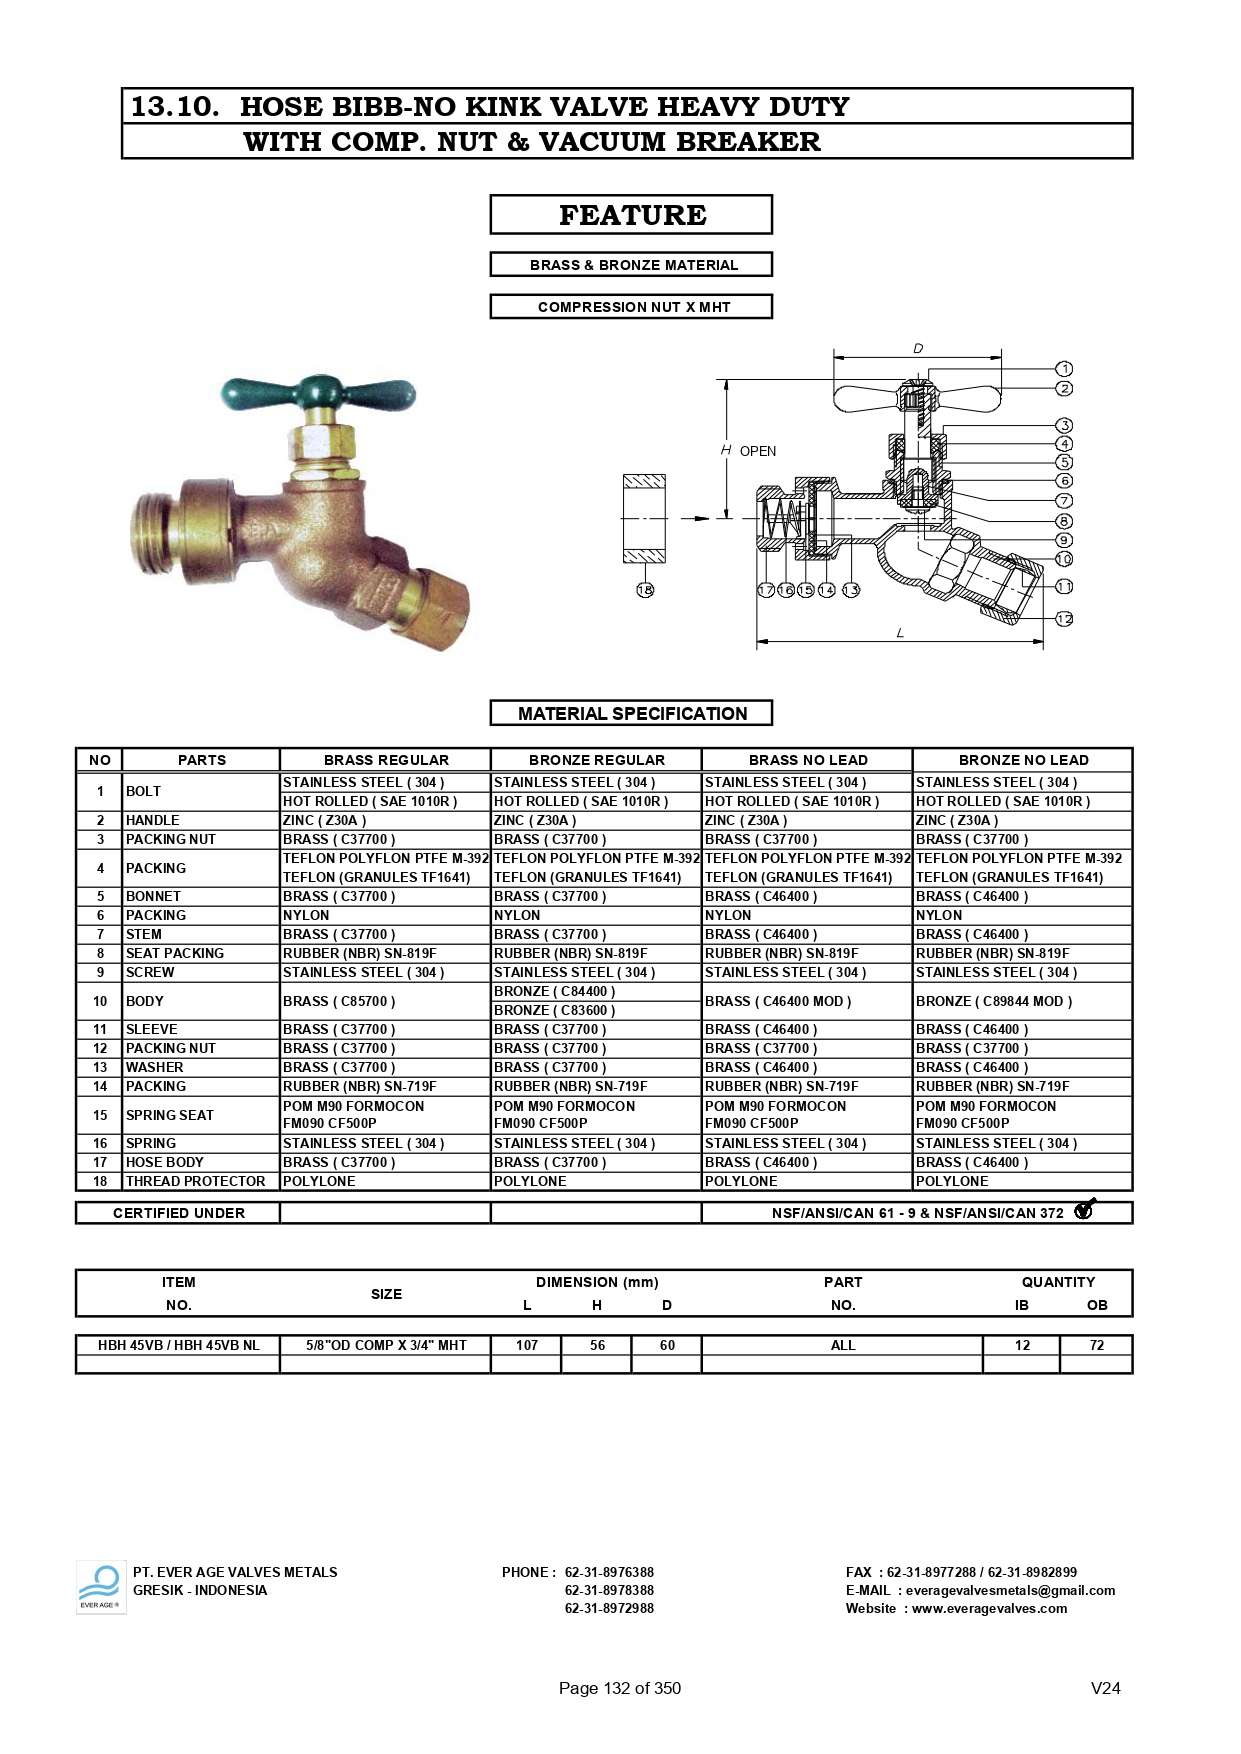 13.10. HOSE BIBB-NO KINK VALVE HEAVY DUTY
WITH COMP. NUT & VACUUM BREAKER
FEATURE
BRASS & BRONZE MATERIAL
COMPRESSION NUT X MHT
D
H OPEN
L
1
2
3
4
5
6
7
8
9
10
11
12
18
17 16 15 14 13
MATERIAL SPECIFICATION
NO PARTS BRASS REGULAR BRONZE REGULAR BRASS NO LEAD BRONZE NO LEAD
1 BOLT STAINLESS STEEL ( 304 ) STAINLESS STEEL ( 304 ) STAINLESS STEEL ( 304 ) STAINLESS STEEL ( 304 )
HOT ROLLED ( SAE 1010R ) HOT ROLLED ( SAE 1010R ) HOT ROLLED ( SAE 1010R ) HOT ROLLED ( SAE 1010R )
2 HANDLE ZINC ( Z30A ) ZINC ( Z30A ) ZINC ( Z30A ) ZINC ( Z30A )
3 PACKING NUT BRASS ( C37700 ) BRASS ( C37700 ) BRASS ( C37700 ) BRASS ( C37700 )
4 PACKING TEFLON POLYFLON PTFE M-392 TEFLON POLYFLON PTFE M-392 TEFLON POLYFLON PTFE M-392 TEFLON POLYFLON PTFE M-392
TEFLON (GRANULES TF1641) TEFLON (GRANULES TF1641) TEFLON (GRANULES TF1641) TEFLON (GRANULES TF1641)
5 BONNET BRASS ( C37700 ) BRASS ( C37700 ) BRASS ( C46400 ) BRASS ( C46400 )
6 PACKING NYLON NYLON NYLON NYLON
7 STEM BRASS ( C37700 ) BRASS ( C37700 ) BRASS ( C46400 ) BRASS ( C46400 )
8 SEAT PACKING RUBBER (NBR) SN-819F RUBBER (NBR) SN-819F RUBBER (NBR) SN-819F RUBBER (NBR) SN-819F
9 SCREW STAINLESS STEEL ( 304 ) STAINLESS STEEL ( 304 ) STAINLESS STEEL ( 304 ) STAINLESS STEEL ( 304 )
10 BODY BRASS ( C85700 ) BRONZE ( C84400 ) BRASS ( C46400 MOD ) BRONZE ( C89844 MOD )
BRONZE ( C83600 )
11 SLEEVE BRASS ( C37700 ) BRASS ( C37700 ) BRASS ( C46400 ) BRASS ( C46400 )
12 PACKING NUT BRASS ( C37700 ) BRASS ( C37700 ) BRASS ( C37700 ) BRASS ( C37700 )
13 WASHER BRASS ( C37700 ) BRASS ( C37700 ) BRASS ( C46400 ) BRASS ( C46400 )
14 PACKING RUBBER (NBR) SN-719F RUBBER (NBR) SN-719F RUBBER (NBR) SN-719F RUBBER (NBR) SN-719F
15 SPRING SEAT POM M90 FORMOCON POM M90 FORMOCON POM M90 FORMOCON POM M90 FORMOCON
FM090 CF500P FM090 CF500P FM090 CF500P FM090 CF500P
16 SPRING STAINLESS STEEL ( 304 ) STAINLESS STEEL ( 304 ) STAINLESS STEEL ( 304 ) STAINLESS STEEL ( 304 )
17 HOSE BODY BRASS ( C37700 ) BRASS ( C37700 ) BRASS ( C46400 ) BRASS ( C46400 )
18 THREAD PROTECTOR POLYLONE POLYLONE POLYLONE POLYLONE
CERTIFIED UNDER NSF/ANSI/CAN 61 - 9 & NSF/ANSI/CAN 372
ITEM SIZE DIMENSION (mm) PART QUANTITY
NO. L H D NO. IB OB
HBH 45VB / HBH 45VB NL 5/8"OD COMP X 3/4" MHT 107 56 60 ALL 12 72
EVER AGE ®
PT. EVER AGE VALVES METALS PHONE : 62-31-8976388 FAX : 62-31-8977288 / 62-31-8982899
GRESIK - INDONESIA 62-31-8978388 E-MAIL : everagevalvesmetals@gmail.com
62-31-8972988 Website : www.everagevalves.com
Page 132 of 350 V24